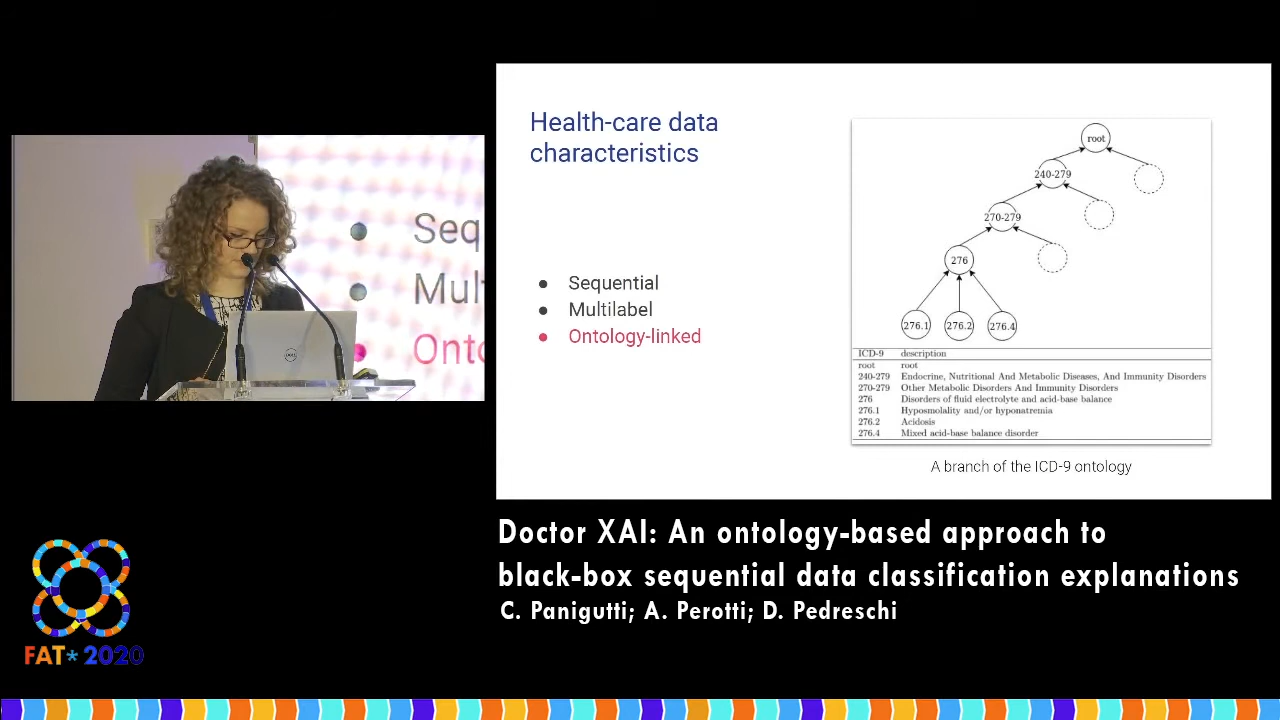 Health-care data
characteristics
● Sequential
● Multilabel
● Ontology-linked
root
240-279
270-279
276
276.1 276.2 276.4
ICD-9 description
root root
240-279 Endocrine, Nutritional And Metabolic Diseases, And Immunity Disorders
270-279 Other Metabolic Disorders And Immunity Disorders
276 Disorders of fluid electrolyte and acid-base balance
276.1 Hyposmolality and/or hyponatremia
276.2 Acidosis
276.4 Mixed acid-base balance disorder
A branch of the ICD-9 ontology
Seq
Mul
Onto
DELL
Doctor XAI: An ontology-based approach to
black-box sequential data classification explanations
C. Panigutti; A. Perotti; D. Pedreschi
FAT* 2020